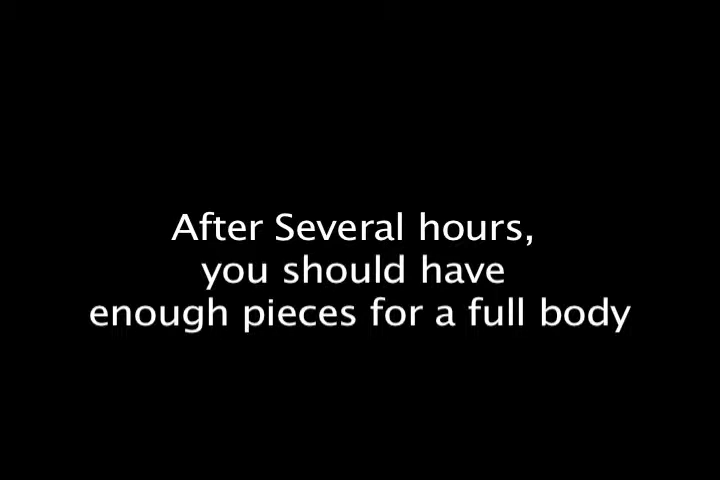 After Several hours,
you should have
enough pieces for a full body